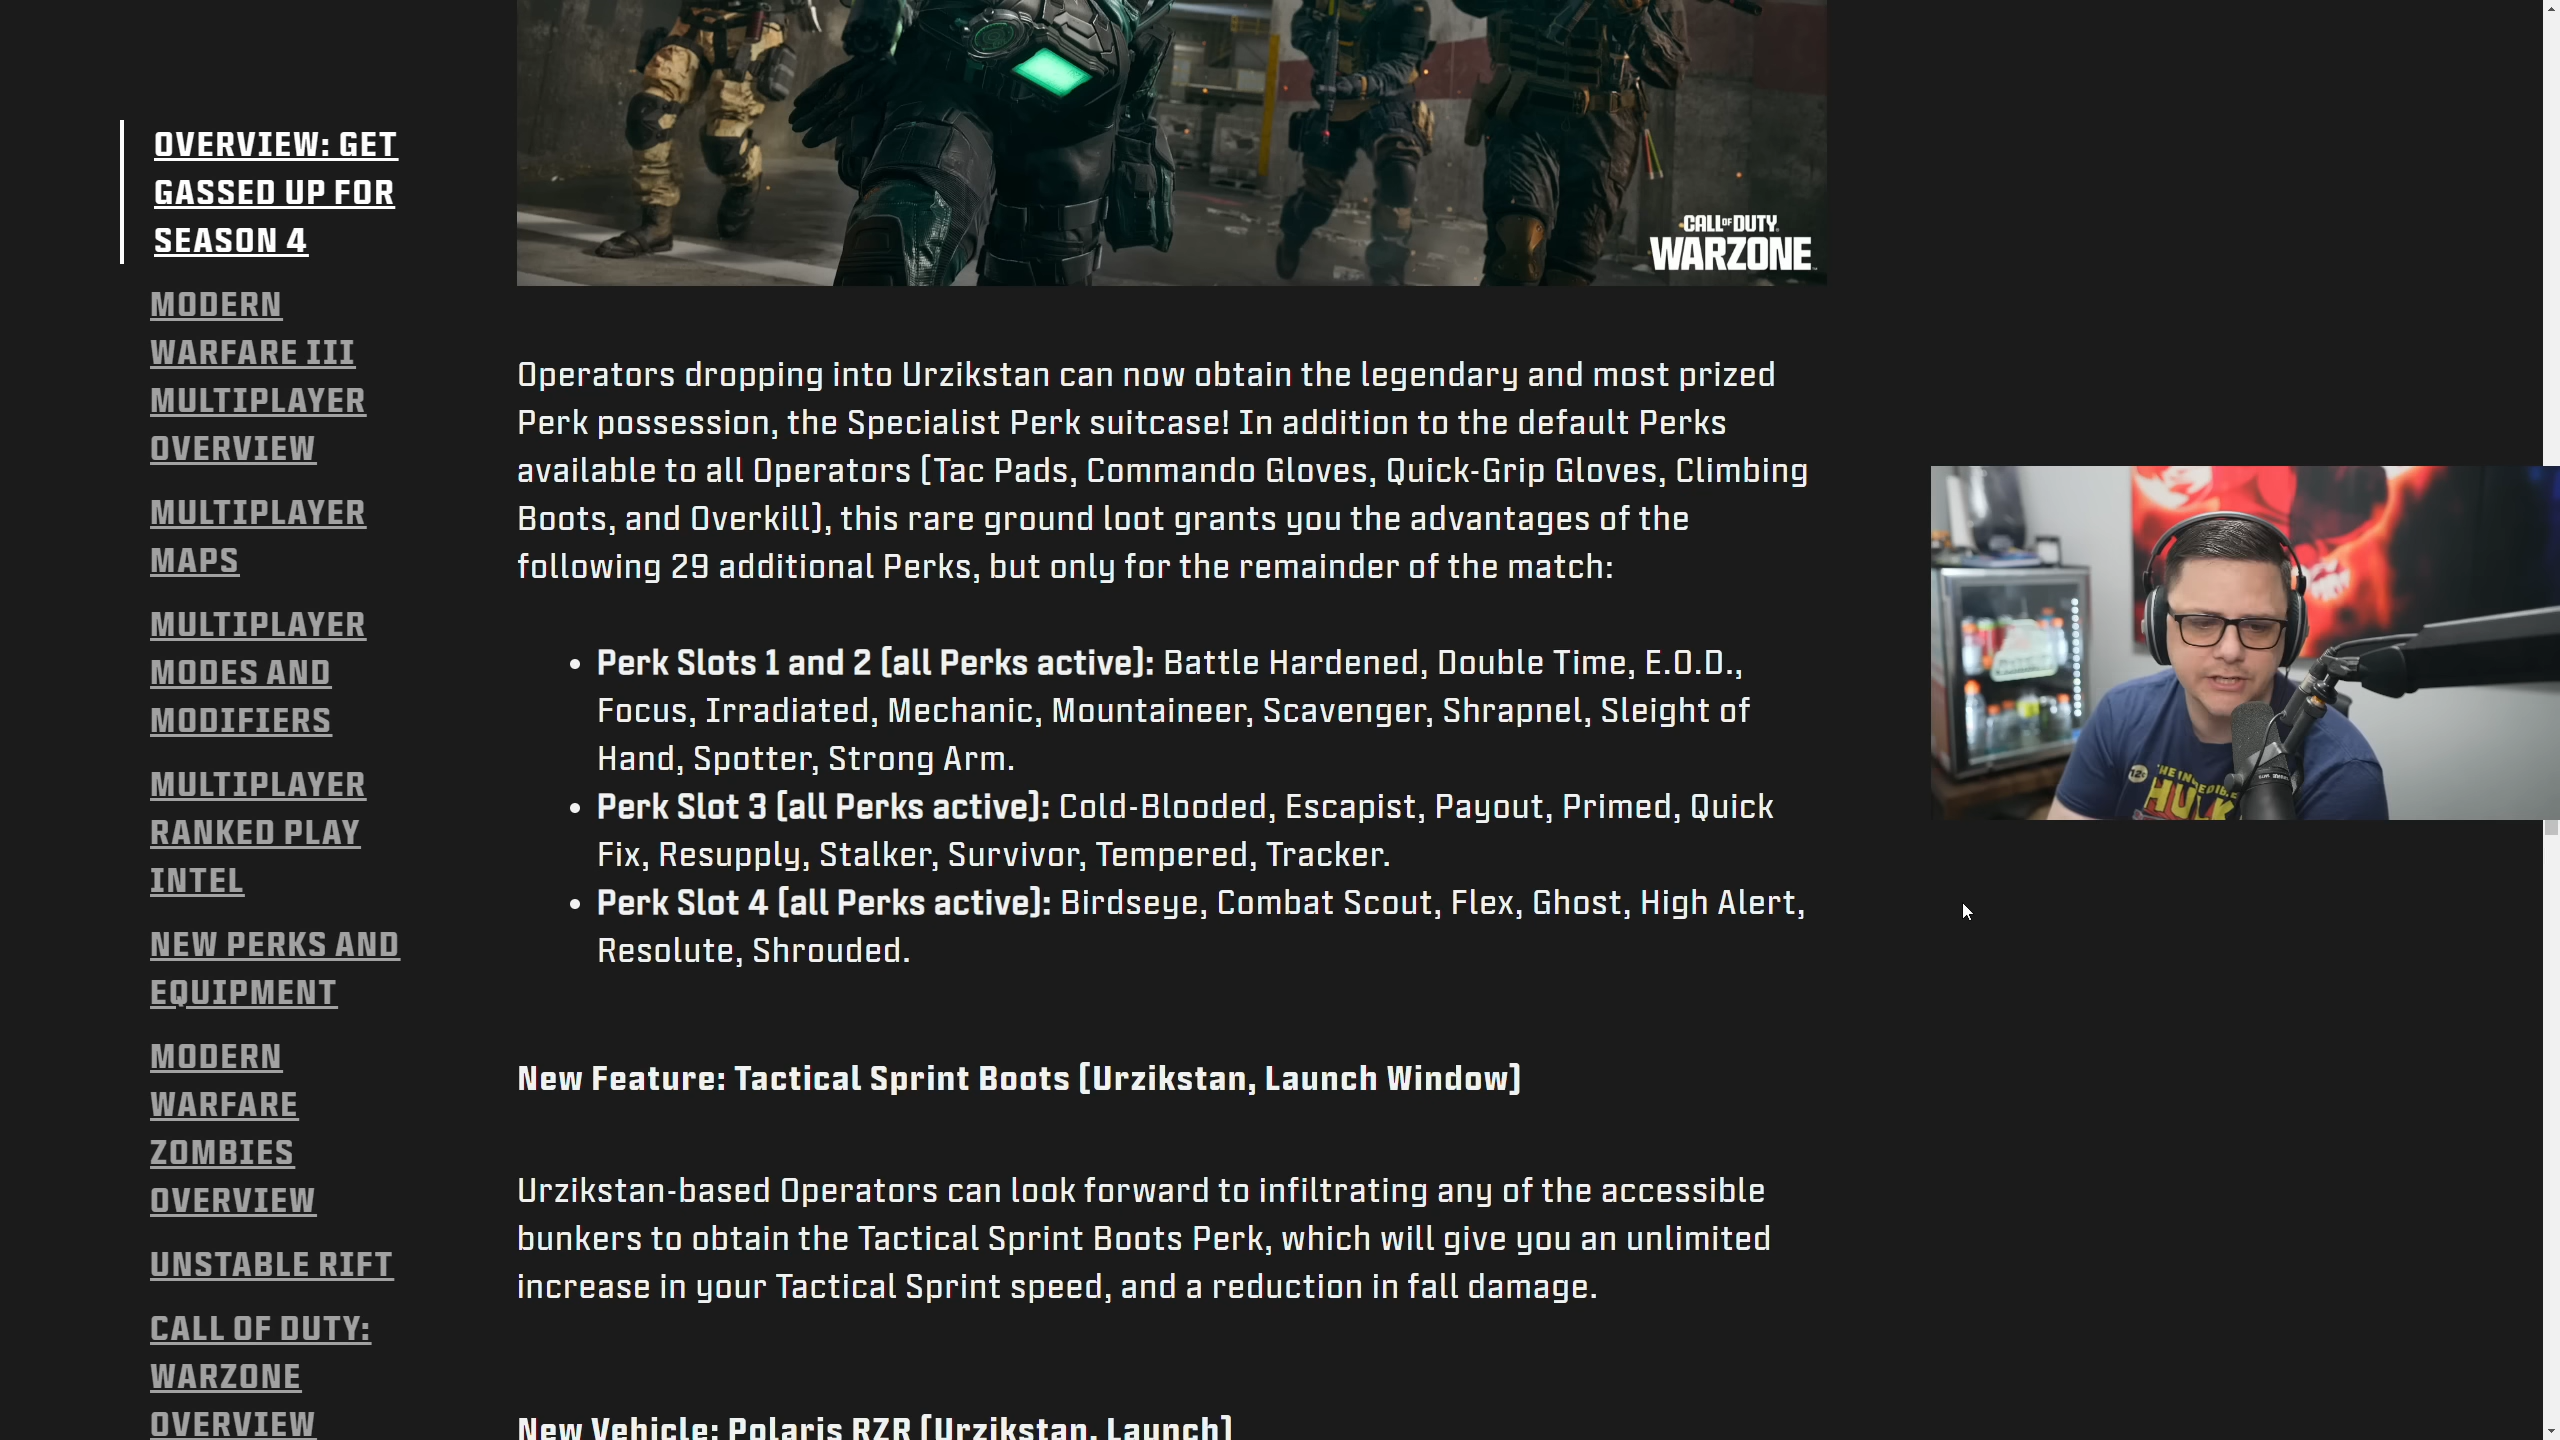 OVERVIEW: GET
GASSED UP FOR
SEASON 4
MODERN
WARFARE III
MULTIPLAYER
OVERVIEW
MULTIPLAYER
MAPS
MULTIPLAYER
MODES AND
MODIFIERS
MULTIPLAYER
RANKED PLAY
INTEL
NEW PERKS AND
EQUIPMENT
MODERN
WARFARE
ZOMBIES
OVERVIEW
UNSTABLE RIFT
CALL OF DUTY:
WARZONE
OVERVIEW
CALL OF DUTY
WARZONE
Operators dropping into Urzikstan can now obtain the legendary and most prized
Perk possession, the Specialist Perk suitcase! In addition to the default Perks
available to all Operators (Tac Pads, Commando Gloves, Quick-Grip Gloves, Climbing
Boots, and Overkill), this rare ground loot grants you the advantages of the
following 29 additional Perks, but only for the remainder of the match:
• Perk Slots 1 and 2 (all Perks active): Battle Hardened, Double Time, E.O.D.,
Focus, Irradiated, Mechanic, Mountaineer, Scavenger, Shrapnel, Sleight of
Hand, Spotter, Strong Arm.
• Perk Slot 3 (all Perks active): Cold-Blooded, Escapist, Payout, Primed, Quick
Fix, Resupply, Stalker, Survivor, Tempered, Tracker.
• Perk Slot 4 (all Perks active): Birdseye, Combat Scout, Flex, Ghost, High Alert,
Resolute, Shrouded.
New Feature: Tactical Sprint Boots (Urzikstan, Launch Window)
Urzikstan-based Operators can look forward to infiltrating any of the accessible
bunkers to obtain the Tactical Sprint Boots Perk, which will give you an unlimited
increase in your Tactical Sprint speed, and a reduction in fall damage.
New Vehicle: Polaris RZR (Urzikstan, Launch)
HULK